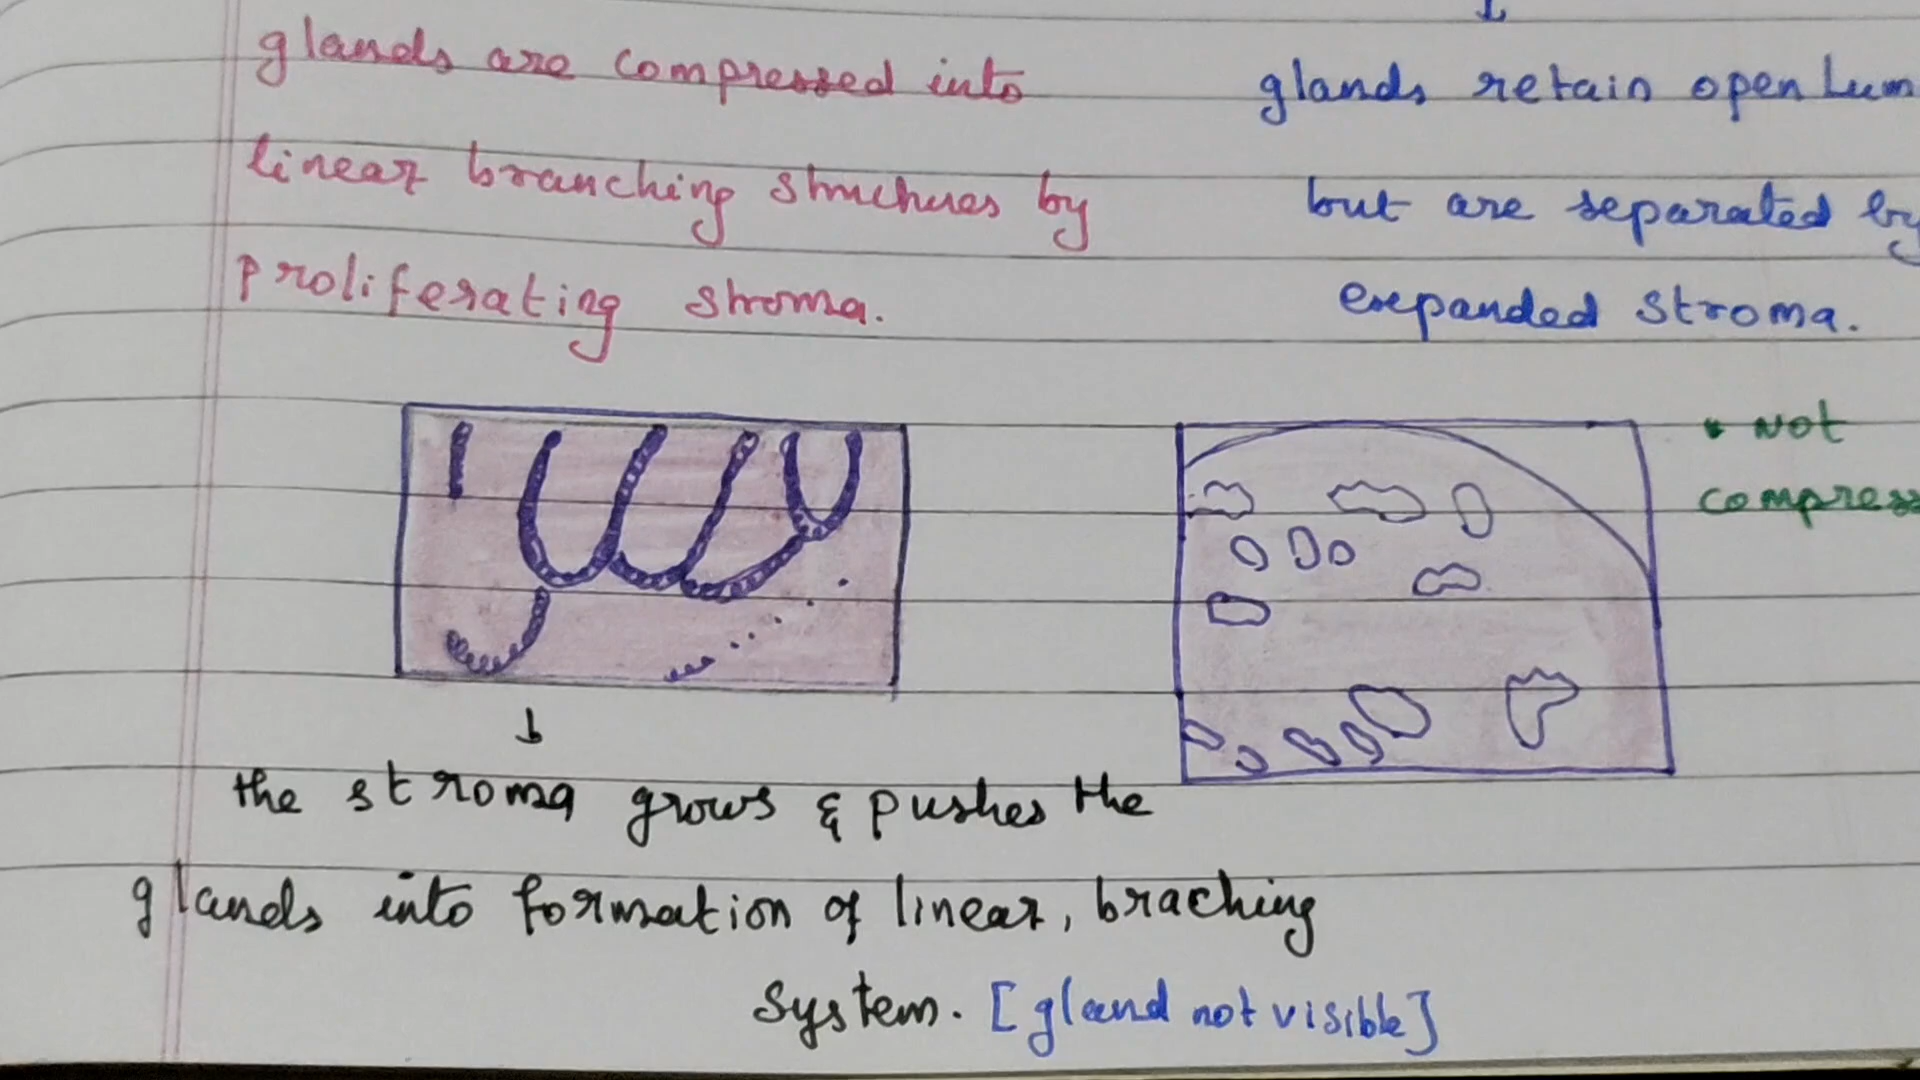 glands are compressed into
linear branching structures by
proliferating stroma.
glands retain open Lum
but are separated by
expanded stroma.
• Not
compress
↓
the stroma grows & pushes the
glands into formation of linear, braching
system. [gland not visible]